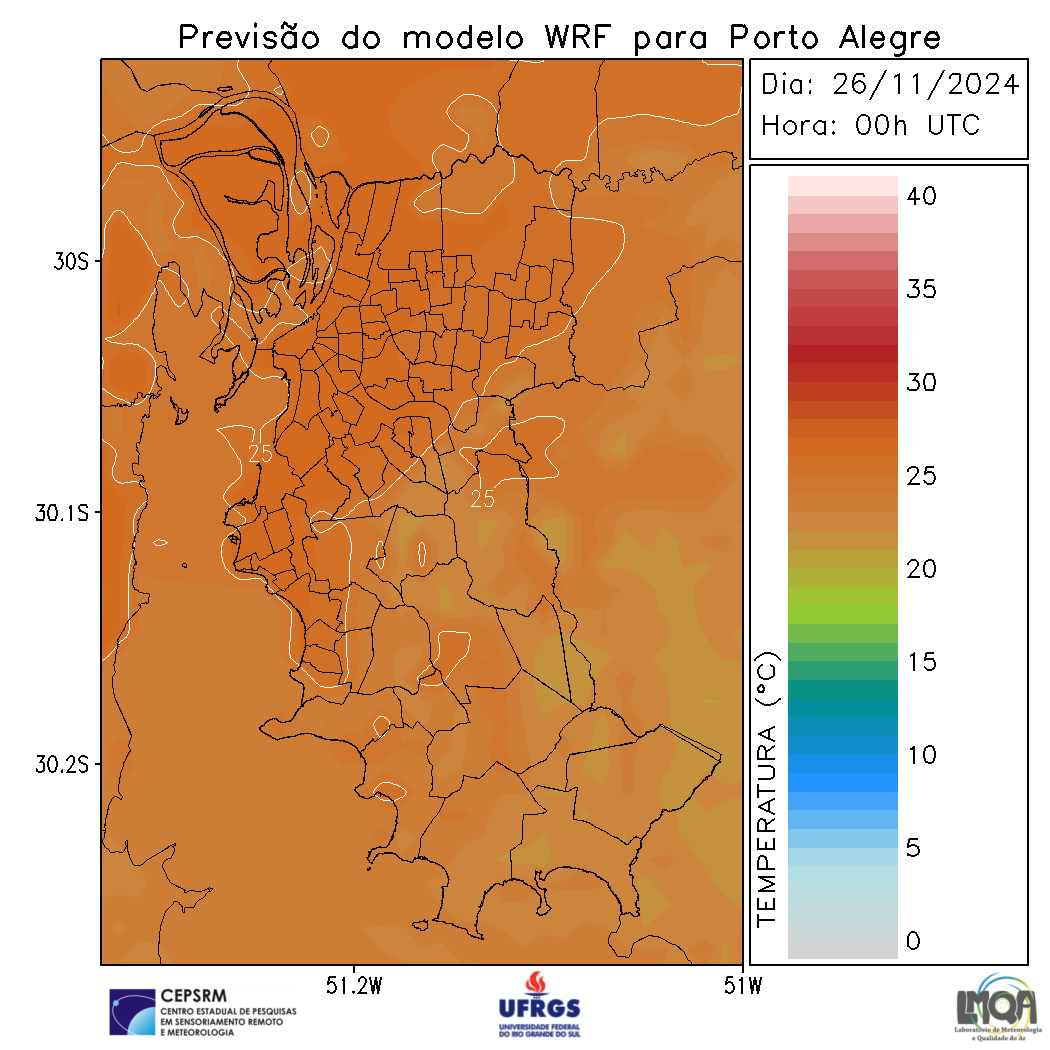 Previsão do modelo WRF para Porto Alegre
Dia: 26/11/2024
Hora: 00h UTC
40
35
30
25
20
15
10
5
0
TEMPERATURA (°C)
30S
30.1S
30.2S
25
25
51.2W
51W
CEPSRM
CENTRO ESTADUAL DE PESQUISAS
EM SENSORIAMENTO REMOTO
E METEOROLOGIA
UFRGS
UNIVERSIDADE FEDERAL
DO RIO GRANDE DO SUL
LMQA
Laboratório de Meteorologia
e Qualidade do Ar